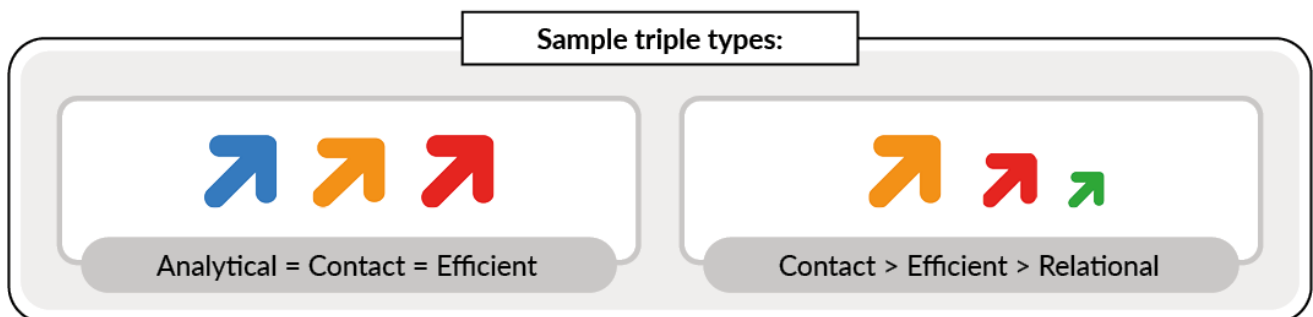 Sample triple types:
Analytical = Contact = Efficient
Contact > Efficient > Relational